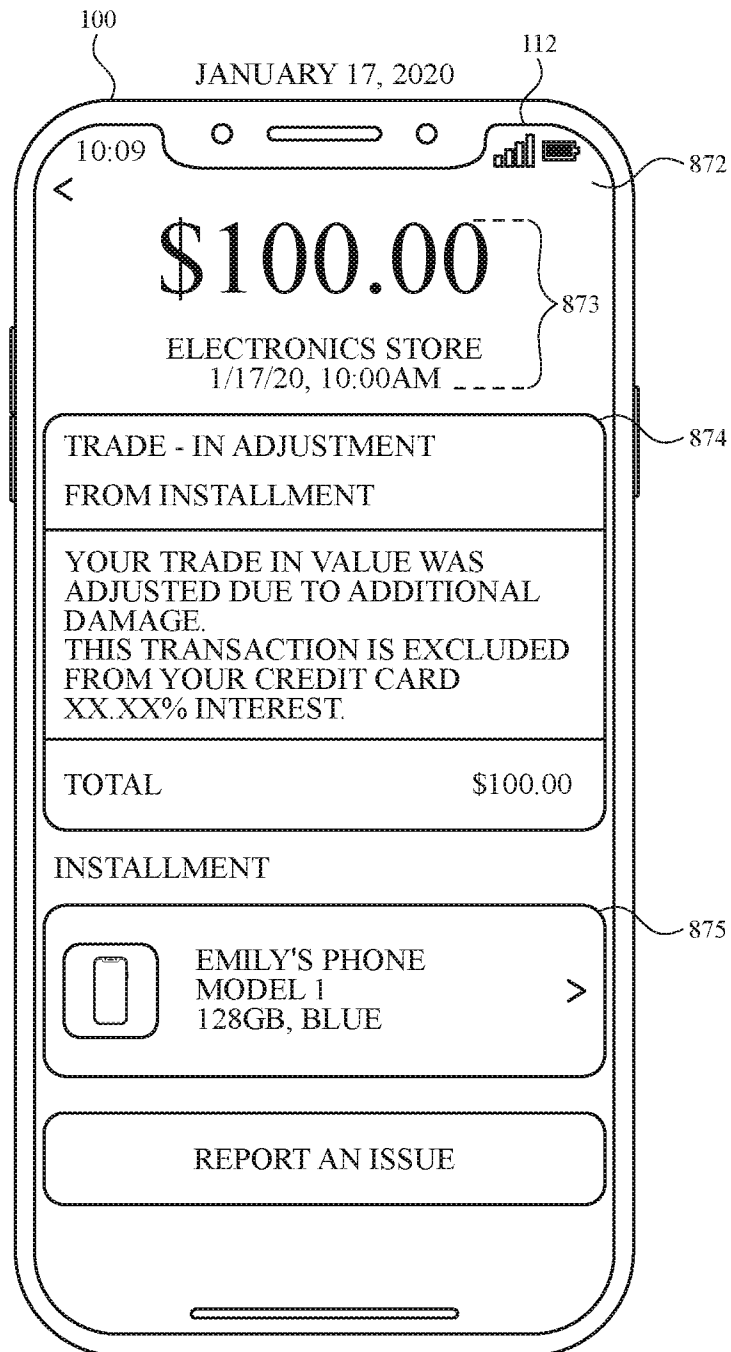 100
JANUARY 17, 2020
112
10:09
872
<
$100.00
873
ELECTRONICS STORE
1/17/20, 10:00AM
874
TRADE - IN ADJUSTMENT
FROM INSTALLMENT
YOUR TRADE IN VALUE WAS
ADJUSTED DUE TO ADDITIONAL
DAMAGE.
THIS TRANSACTION IS EXCLUDED
FROM YOUR CREDIT CARD
XX.XX% INTEREST.
TOTAL $100.00
INSTALLMENT
875
EMILY'S PHONE
MODEL 1
128GB, BLUE
>
REPORT AN ISSUE